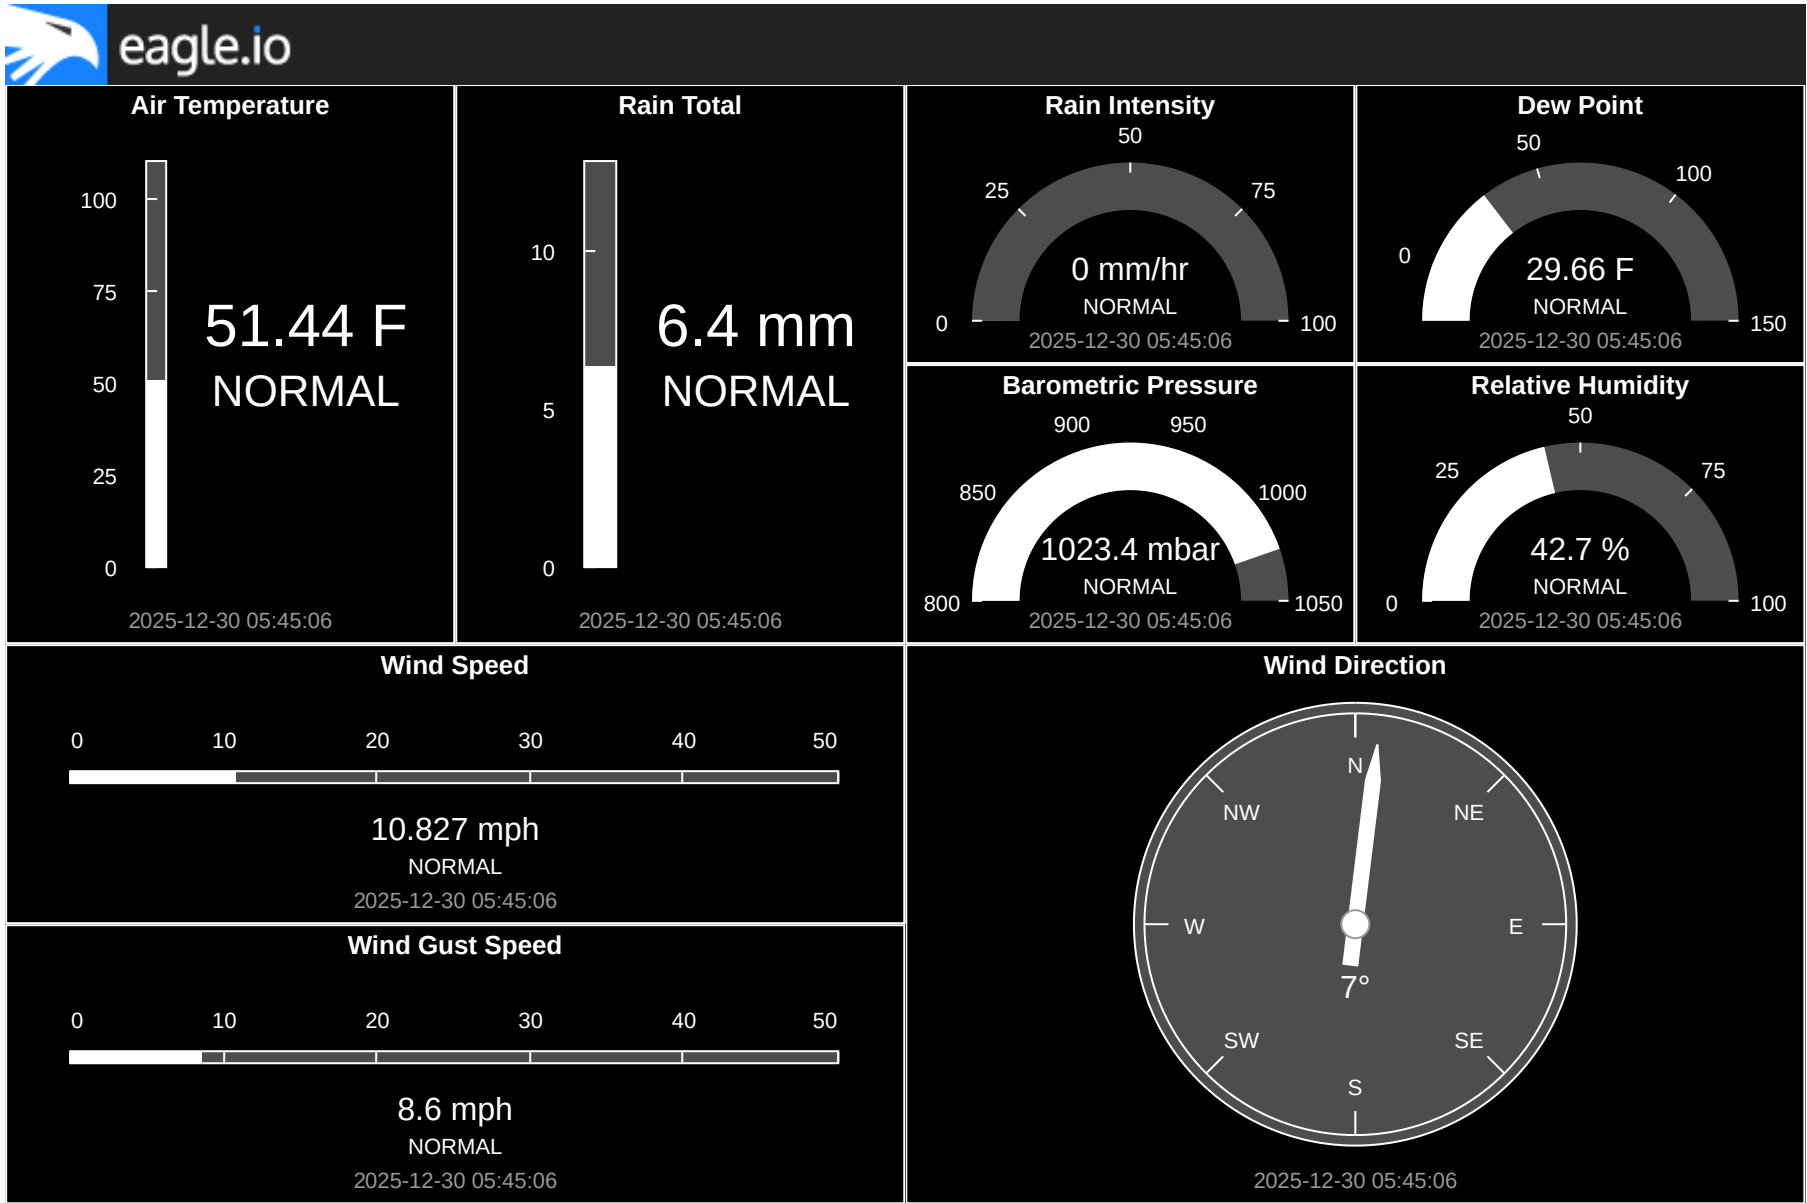 eagle.io
Air Temperature
100
75
50
25
0
51.44 F
NORMAL
2025-12-30 05:45:06
Rain Total
10
5
0
6.4 mm
NORMAL
2025-12-30 05:45:06
Rain Intensity
50
25
75
0
100
0 mm/hr
NORMAL
2025-12-30 05:45:06
Dew Point
50
100
0
150
29.66 F
NORMAL
2025-12-30 05:45:06
Barometric Pressure
900
950
850
1000
800
1050
1023.4 mbar
NORMAL
2025-12-30 05:45:06
Relative Humidity
50
25
75
0
100
42.7 %
NORMAL
2025-12-30 05:45:06
Wind Speed
0 10 20 30 40 50
10.827 mph
NORMAL
2025-12-30 05:45:06
Wind Gust Speed
0 10 20 30 40 50
8.6 mph
NORMAL
2025-12-30 05:45:06
Wind Direction
N
NW
NE
W
E
7°
SW
SE
S
2025-12-30 05:45:06